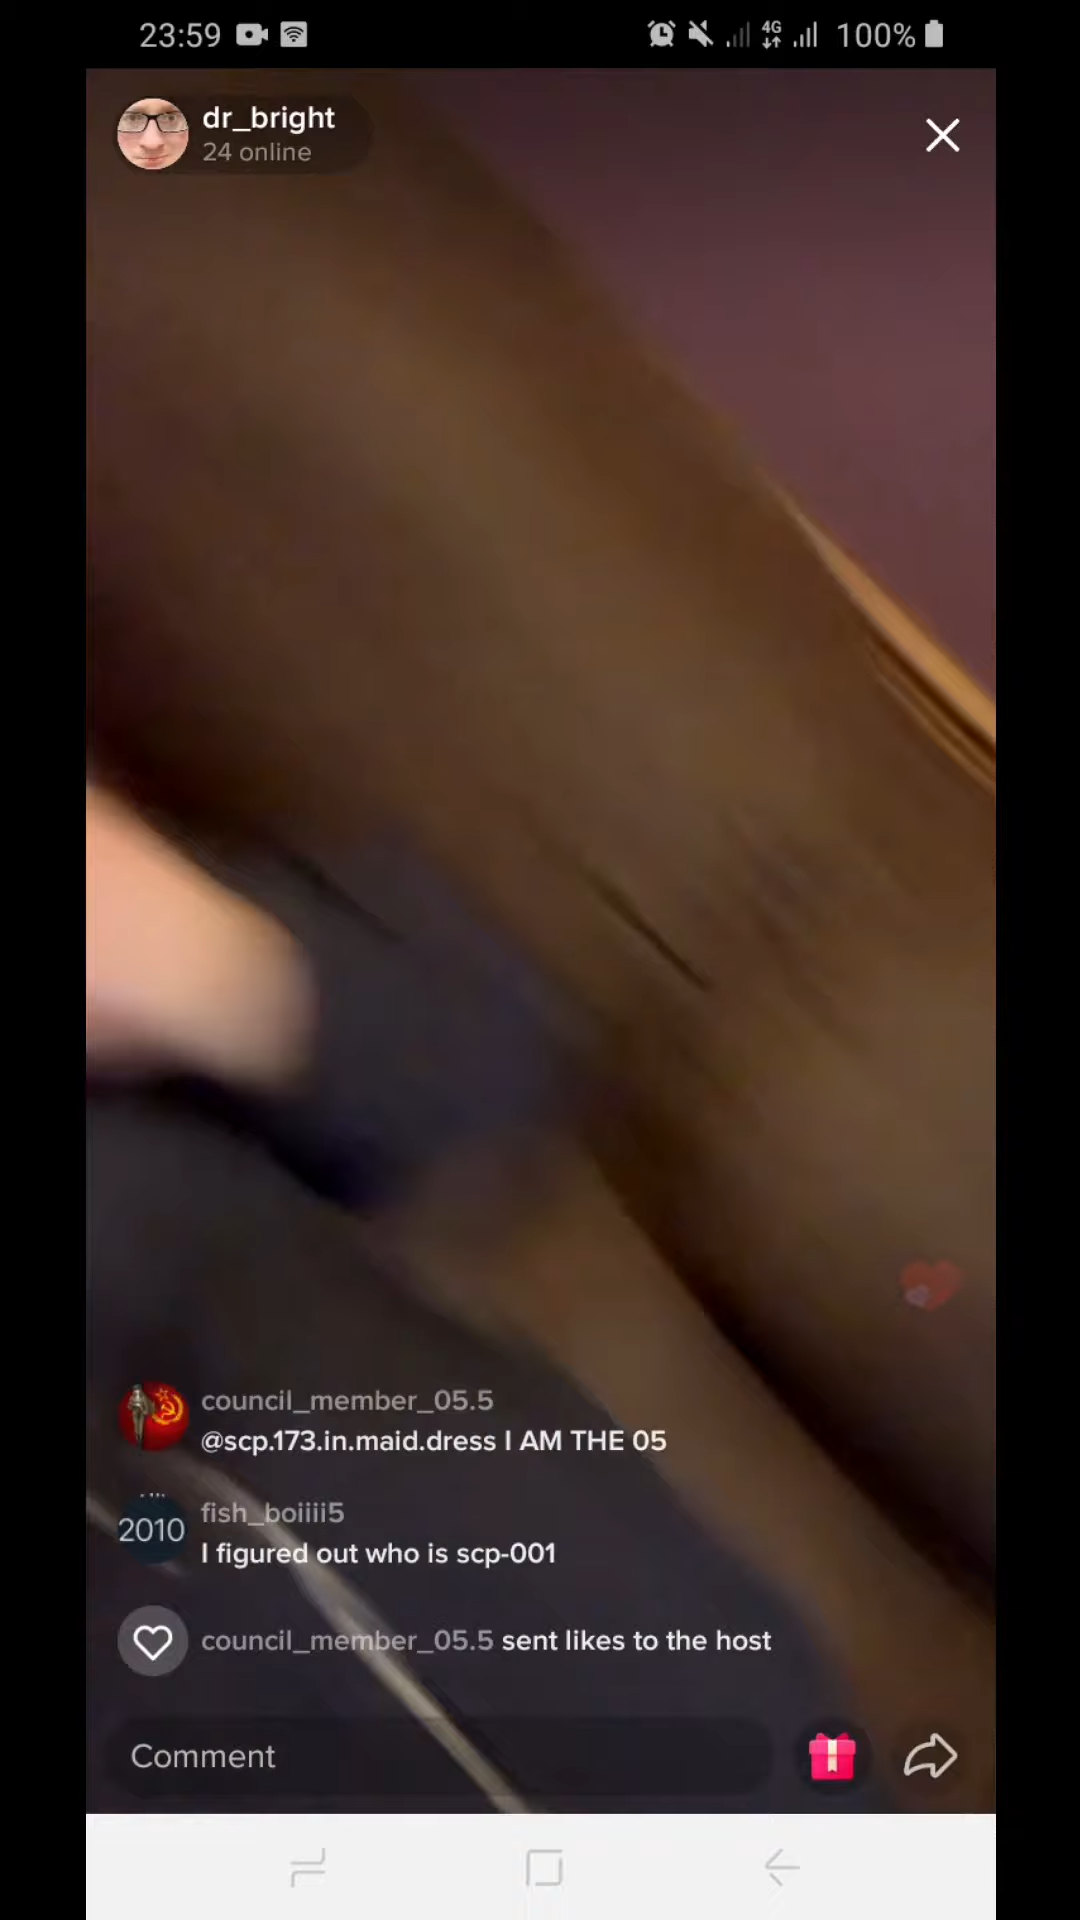 23:59
4G
100%
dr_bright
24 online
council_member_05.5
@scp.173.in.maid.dress I AM THE 05
fish_boiiii5
2010
I figured out who is scp-001
council_member_05.5 sent likes to the host
Comment